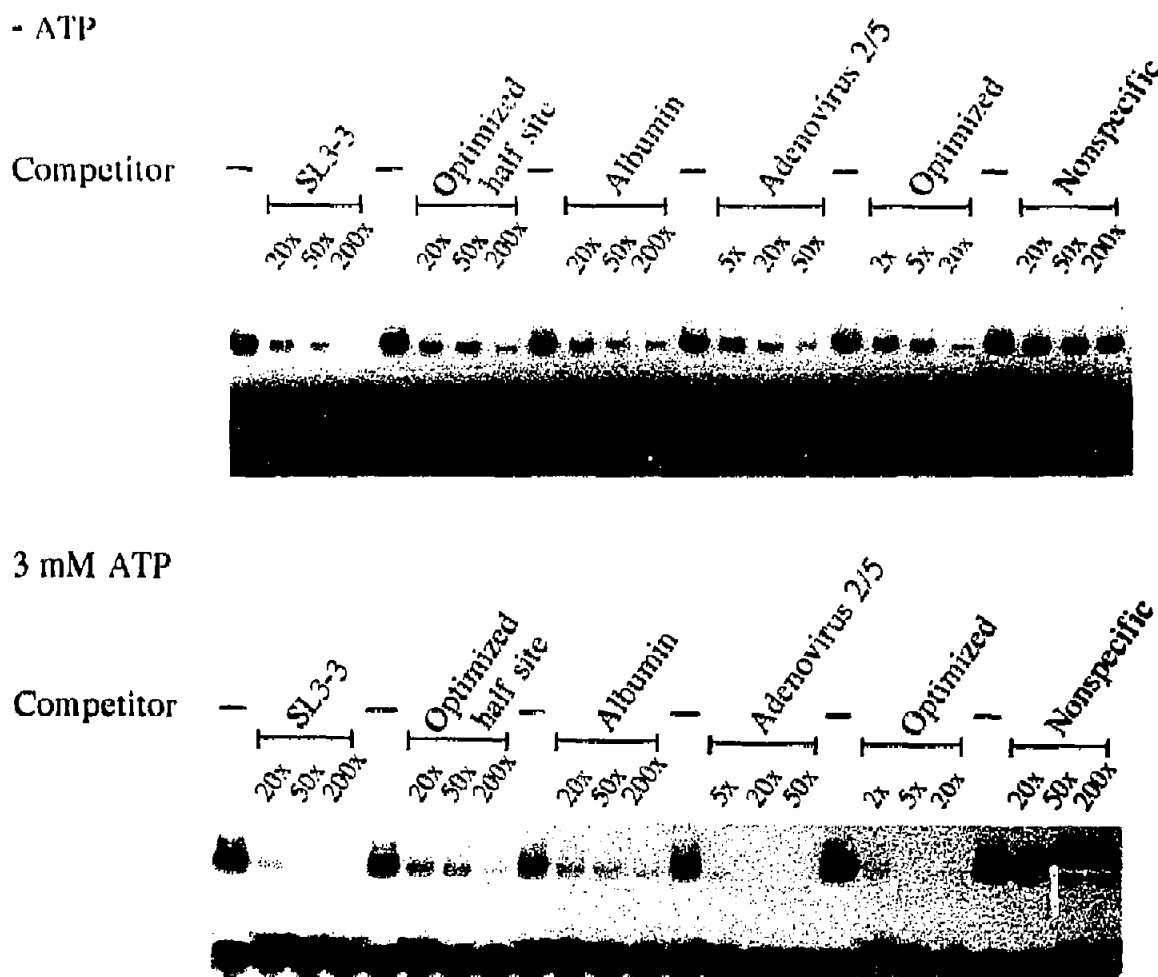 - ATP
Competitor
– SL3-3 – Optimized half site – Albumin – Adenovirus 2/5 – Optimized – Nonspecific
20x 50x 200x 20x 50x 200x 20x 50x 200x 5x 20x 50x 2x 5x 20x 20x 50x 200x
3 mM ATP
Competitor
– SL3-3 – Optimized half site – Albumin – Adenovirus 2/5 – Optimized – Nonspecific
20x 50x 200x 20x 50x 200x 20x 50x 200x 5x 20x 50x 2x 5x 20x 20x 50x 200x